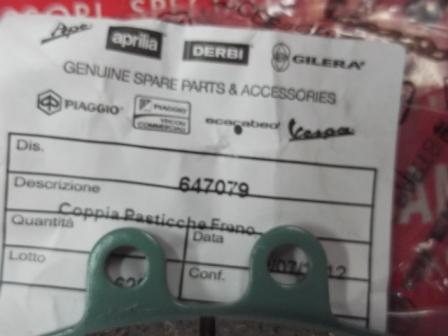 Ape aprilia DERBI GILERA
GENUINE SPARE PARTS & ACCESSORIES
PIAGGIO PIAGGIO VEICOLI COMMERCIALI scarabeo Vespa
Dis.
647079
Descrizione
Coppia Pasticche Freno
Quantità Data
Lotto Conf.